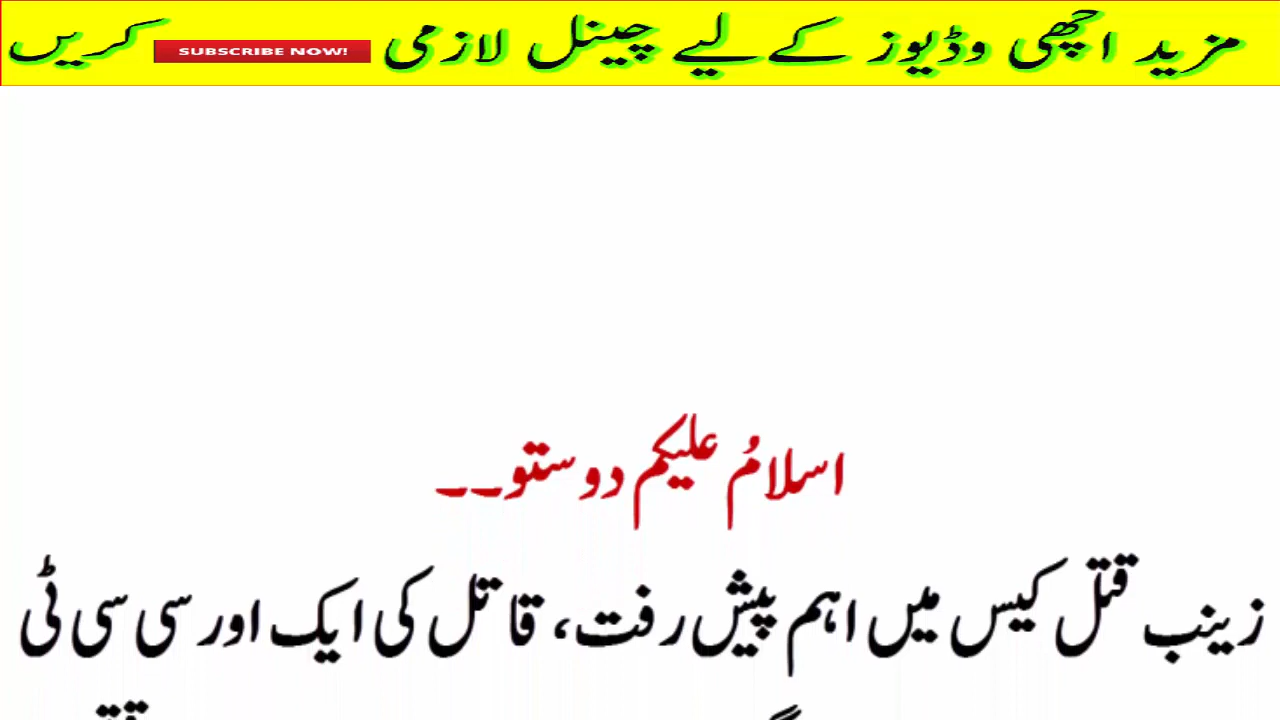 مزید اچھی وڈیوز کے لیے چینل لازمی SUBSCRIBE NOW! کریں
اسلامُ علیکم دوستو۔۔
زینب قتل کیس میں اہم پیش رفت، قاتل کی ایک اور سی سی ٹی